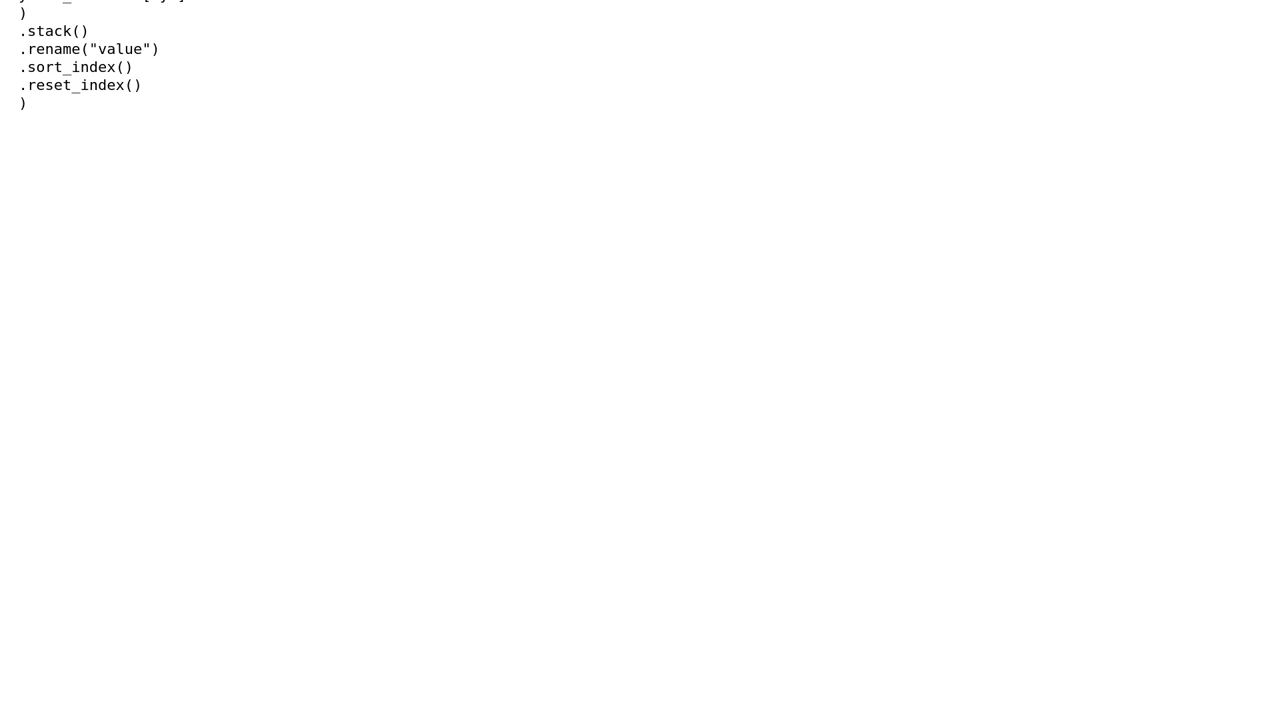 )
.stack()
.rename("value")
.sort_index()
.reset_index()
)